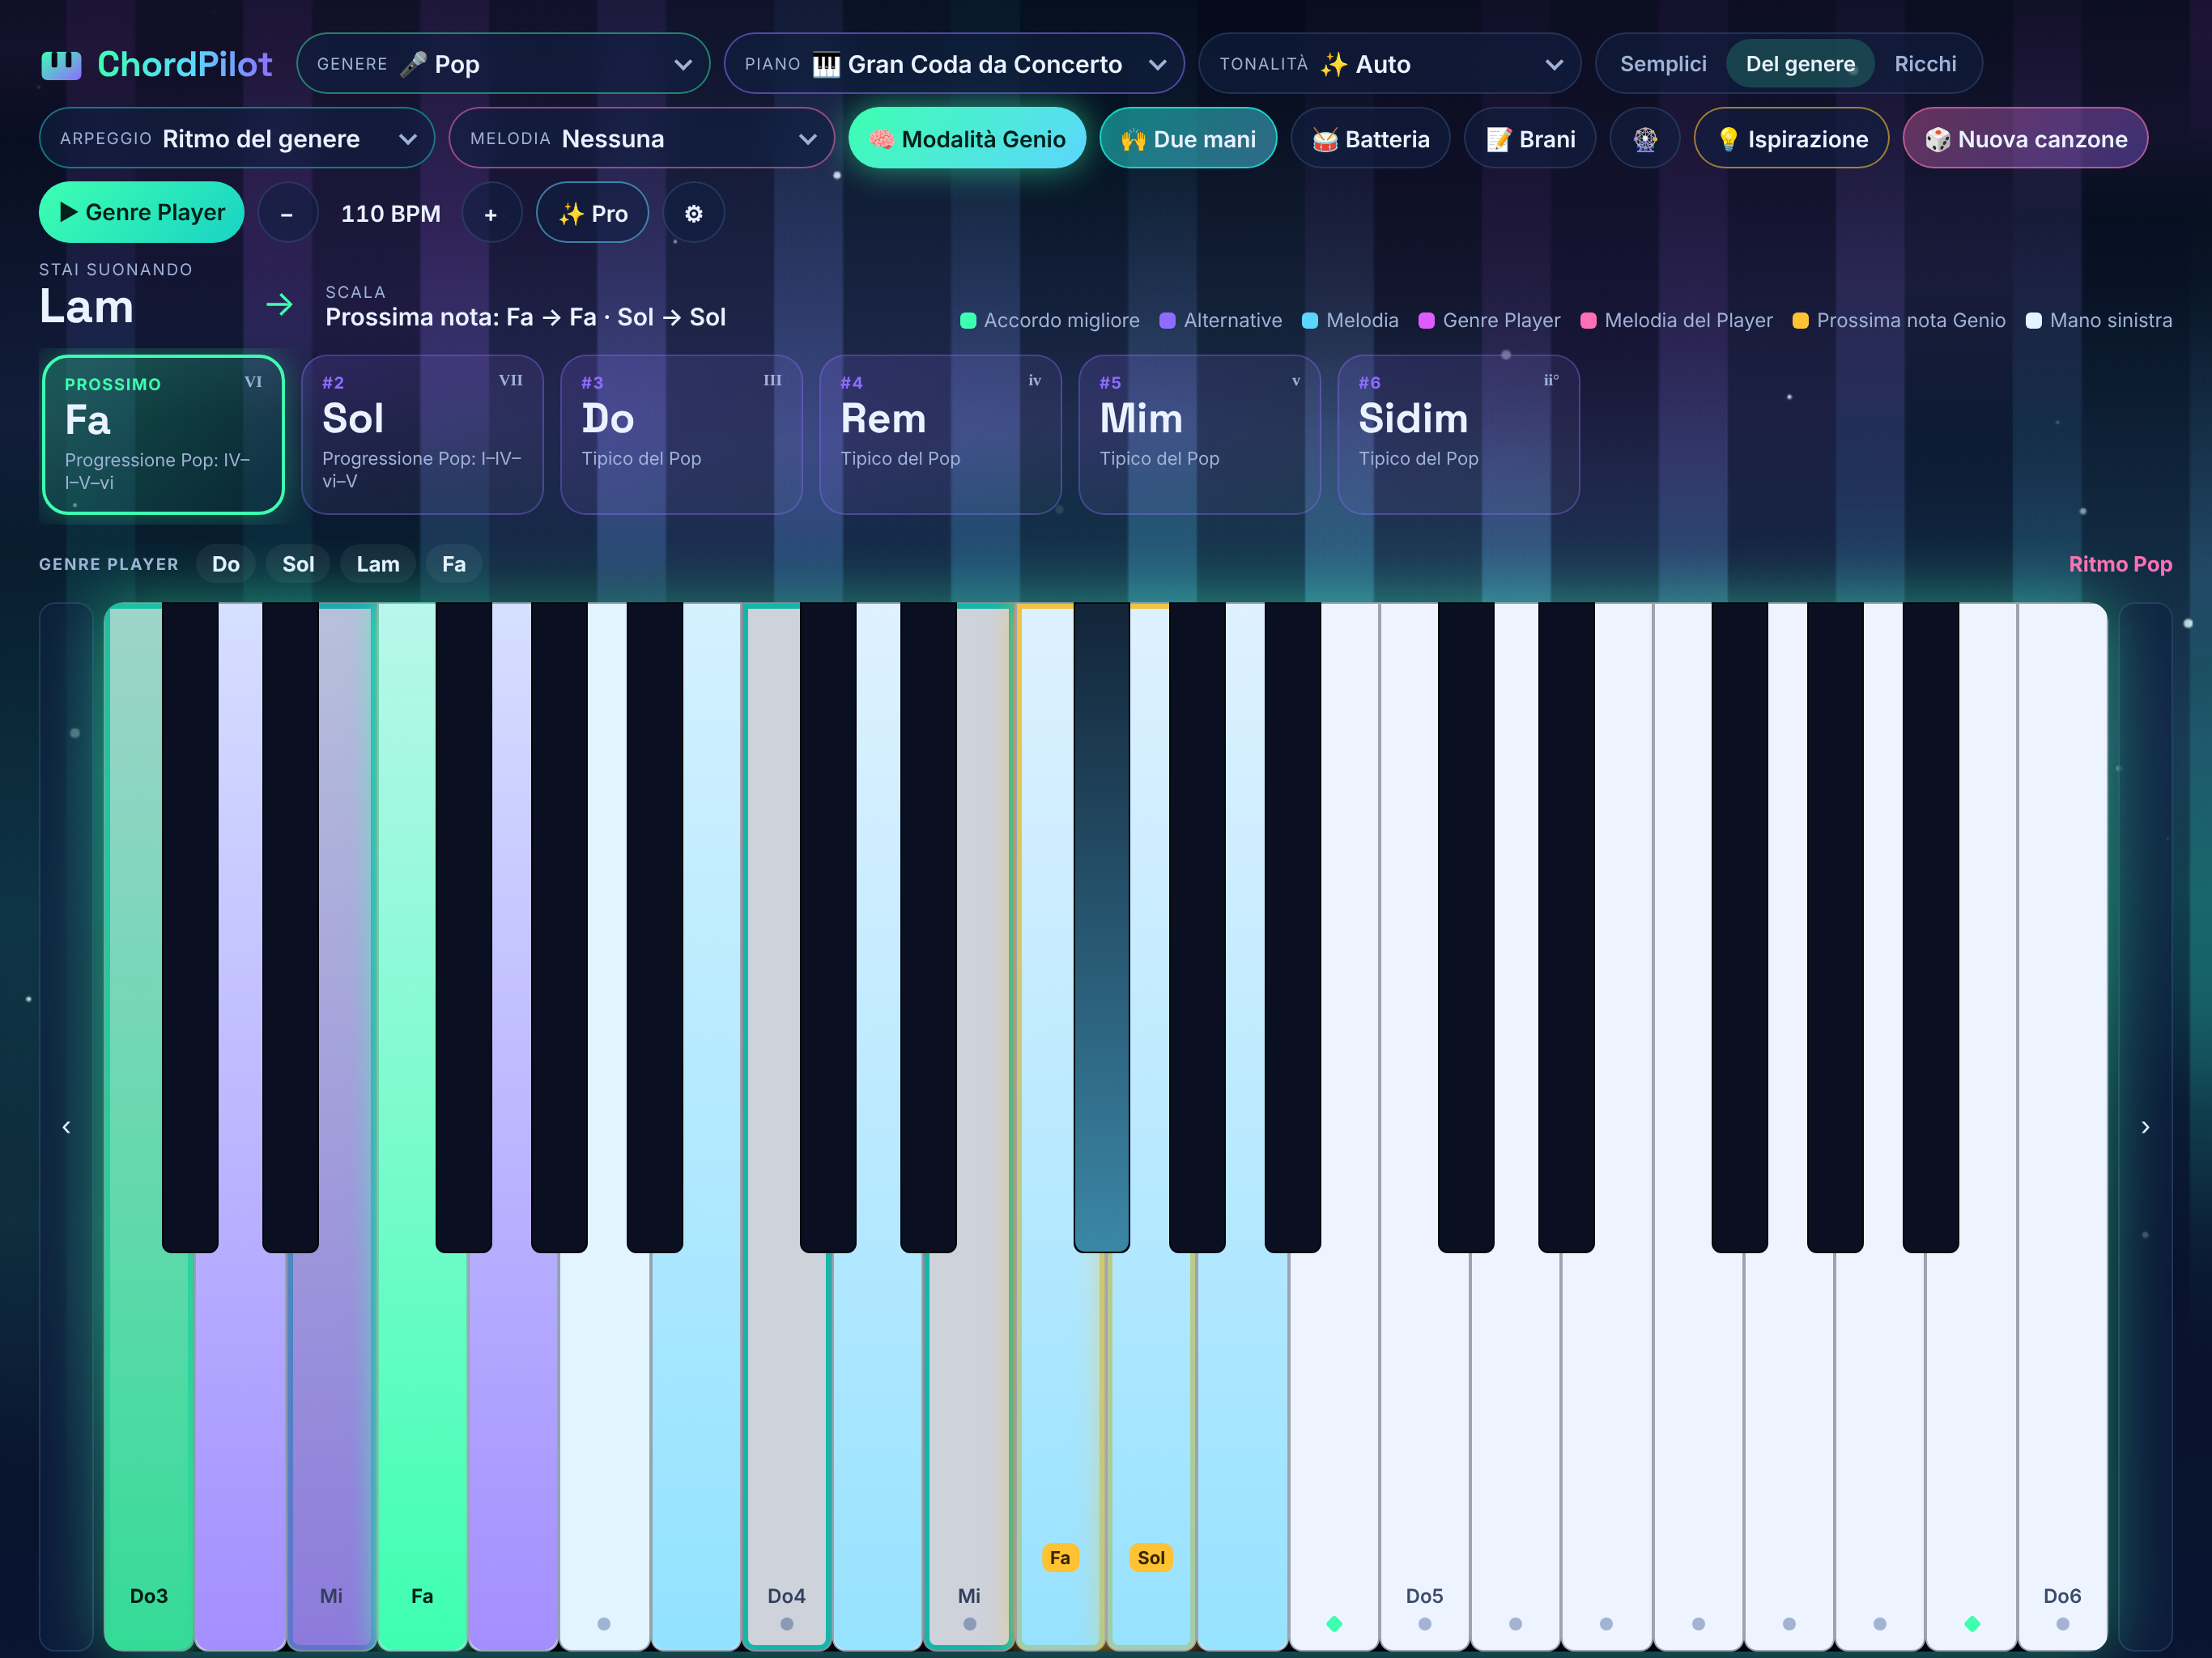 ChordPilot
GENERE 🎤 Pop
PIANO 🎹 Gran Coda da Concerto
TONALITÀ ✨ Auto
Semplici Del genere Ricchi
ARPEGGIO Ritmo del genere
MELODIA Nessuna
🧠 Modalità Genio
🙌 Due mani
🥁 Batteria
📝 Brani
🎡
💡 Ispirazione
🎲 Nuova canzone
▶ Genre Player
–
110 BPM
+
✨ Pro
⚙
STAI SUONANDO
Lam
→
SCALA
Prossima nota: Fa → Fa · Sol → Sol
Accordo migliore Alternative Melodia Genre Player Melodia del Player Prossima nota Genio Mano sinistra
PROSSIMO VI
Fa
Progressione Pop: IV–
I–V–vi
#2 VII
Sol
Progressione Pop: I–IV–
vi–V
#3 III
Do
Tipico del Pop
#4 iv
Rem
Tipico del Pop
#5 v
Mim
Tipico del Pop
#6 ii°
Sidim
Tipico del Pop
GENRE PLAYER Do Sol Lam Fa
Ritmo Pop
‹
›
Fa Sol
Do3 Mi Fa Do4 Mi Do5 Do6